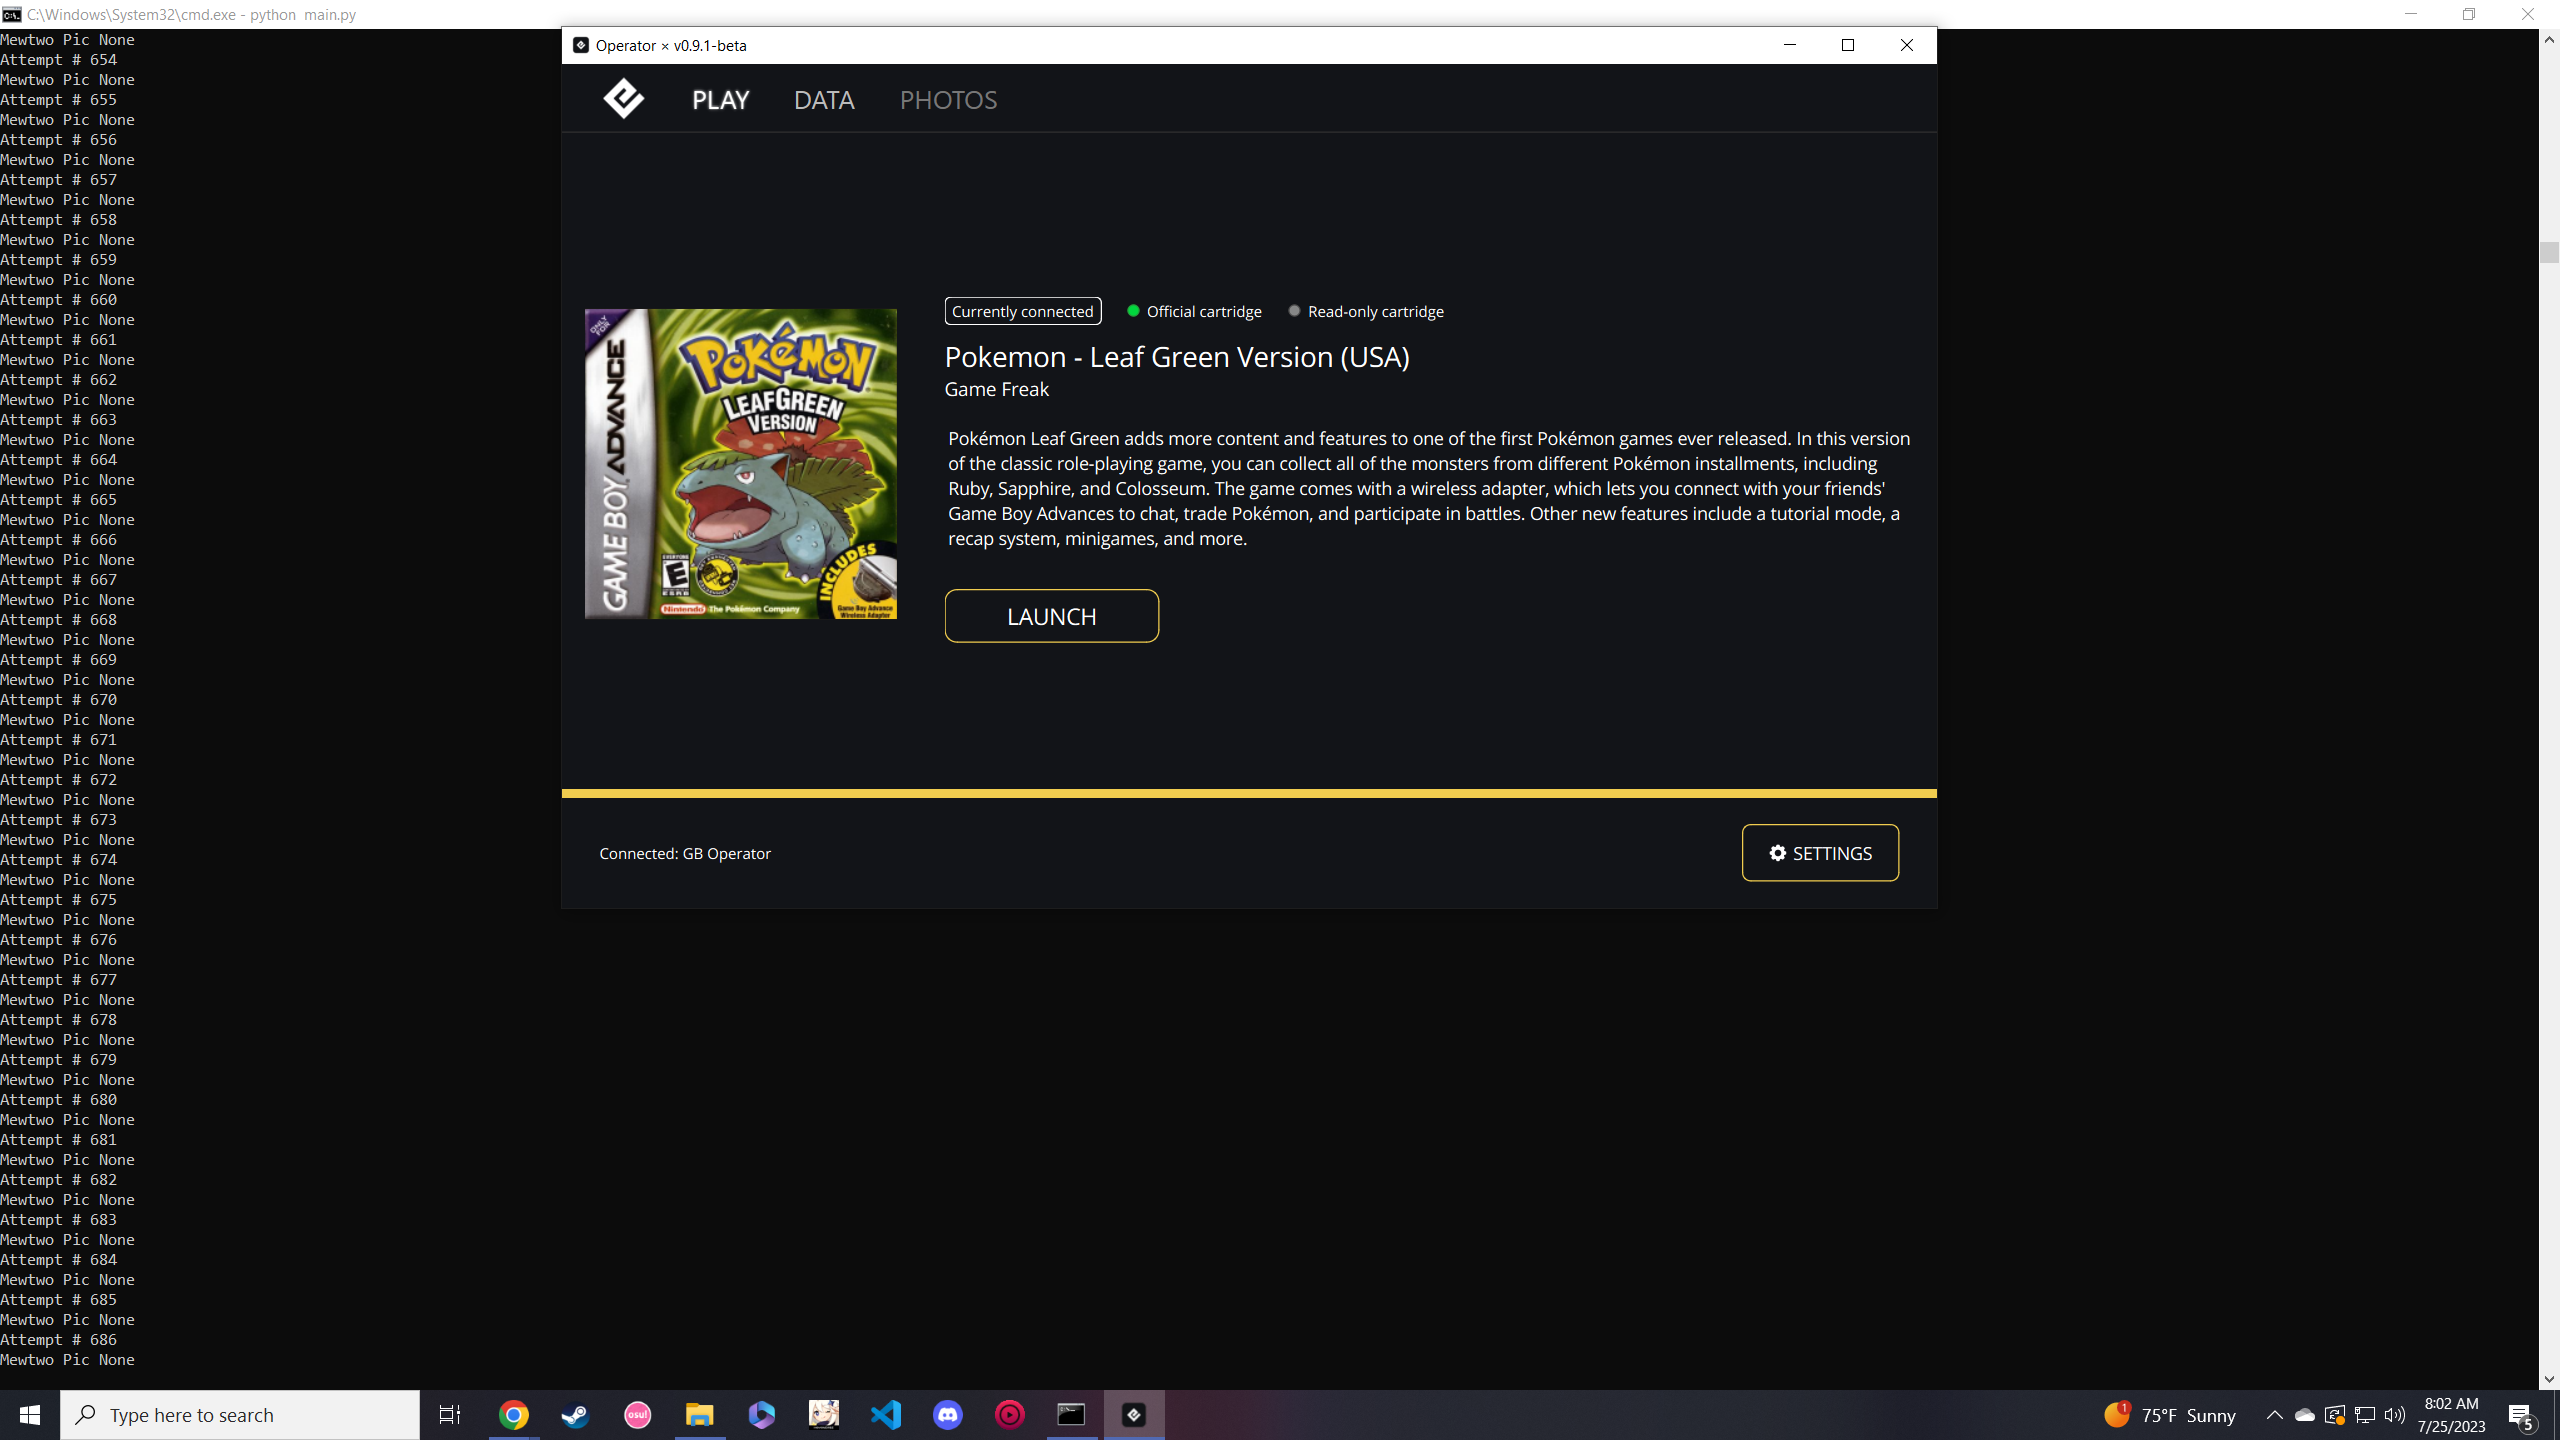 C:\Windows\System32\cmd.exe - python  main.py
Mewtwo Pic None
Attempt # 654
Mewtwo Pic None
Attempt # 655
Mewtwo Pic None
Attempt # 656
Mewtwo Pic None
Attempt # 657
Mewtwo Pic None
Attempt # 658
Mewtwo Pic None
Attempt # 659
Mewtwo Pic None
Attempt # 660
Mewtwo Pic None
Attempt # 661
Mewtwo Pic None
Attempt # 662
Mewtwo Pic None
Attempt # 663
Mewtwo Pic None
Attempt # 664
Mewtwo Pic None
Attempt # 665
Mewtwo Pic None
Attempt # 666
Mewtwo Pic None
Attempt # 667
Mewtwo Pic None
Attempt # 668
Mewtwo Pic None
Attempt # 669
Mewtwo Pic None
Attempt # 670
Mewtwo Pic None
Attempt # 671
Mewtwo Pic None
Attempt # 672
Mewtwo Pic None
Attempt # 673
Mewtwo Pic None
Attempt # 674
Mewtwo Pic None
Attempt # 675
Mewtwo Pic None
Attempt # 676
Mewtwo Pic None
Attempt # 677
Mewtwo Pic None
Attempt # 678
Mewtwo Pic None
Attempt # 679
Mewtwo Pic None
Attempt # 680
Mewtwo Pic None
Attempt # 681
Mewtwo Pic None
Attempt # 682
Mewtwo Pic None
Attempt # 683
Mewtwo Pic None
Attempt # 684
Mewtwo Pic None
Attempt # 685
Mewtwo Pic None
Attempt # 686
Mewtwo Pic None
Operator × v0.9.1-beta
PLAY DATA PHOTOS
ONLY FOR
GAME BOY ADVANCE
POKéMON
LEAFGREEN
VERSION
EVERYONE
E
INCLUDES
Game Boy Advance
Wireless Adapter
Nintendo The Pokémon Company
Currently connected Official cartridge Read-only cartridge
Pokemon - Leaf Green Version (USA)
Game Freak
Pokémon Leaf Green adds more content and features to one of the first Pokémon games ever released. In this version
of the classic role-playing game, you can collect all of the monsters from different Pokémon installments, including
Ruby, Sapphire, and Colosseum. The game comes with a wireless adapter, which lets you connect with your friends'
Game Boy Advances to chat, trade Pokémon, and participate in battles. Other new features include a tutorial mode, a
recap system, minigames, and more.
LAUNCH
Connected: GB Operator
SETTINGS
Type here to search
osu!
1
75°F Sunny
8:02 AM
7/25/2023
5